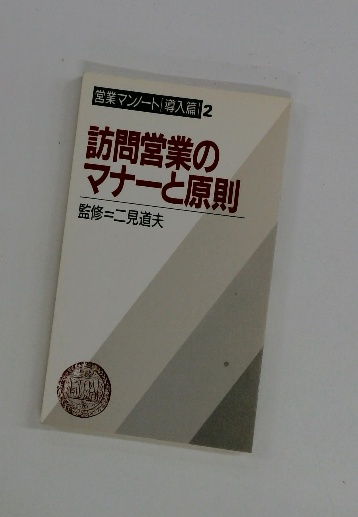 営業マンノート 導入篇 2
訪問営業の
マナーと原則
監修=二見道夫